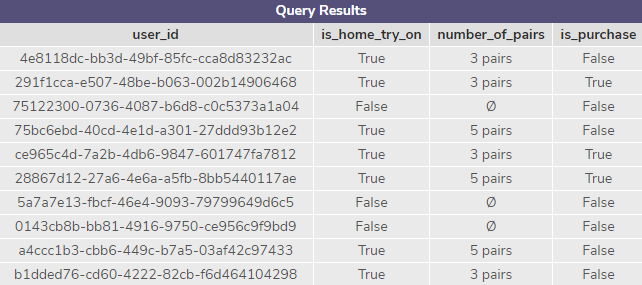 Query Results
user_id is_home_try_on number_of_pairs is_purchase
4e8118dc-bb3d-49bf-85fc-cca8d83232ac True 3 pairs False
291f1cca-e507-48be-b063-002b14906468 True 3 pairs True
75122300-0736-4087-b6d8-c0c5373a1a04 False Ø False
75bc6ebd-40cd-4e1d-a301-27ddd93b12e2 True 5 pairs False
ce965c4d-7a2b-4db6-9847-601747fa7812 True 3 pairs True
28867d12-27a6-4e6a-a5fb-8bb5440117ae True 5 pairs True
5a7a7e13-fbcf-46e4-9093-79799649d6c5 False Ø False
0143cb8b-bb81-4916-9750-ce956c9f9bd9 False Ø False
a4ccc1b3-cbb6-449c-b7a5-03af42c97433 True 5 pairs False
b1dded76-cd60-4222-82cb-f6d464104298 True 3 pairs False